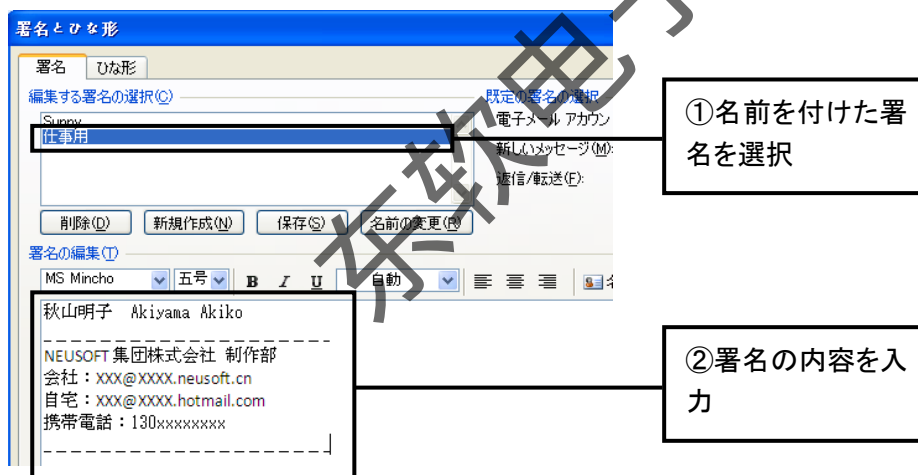 署名とひな形
署名 ひな形
編集する署名の選択(C)
既定の署名の選択
Sunny
仕事用
電子メール アカウン
新しいメッセージ(M):
返信/転送(F):
削除(D) 新規作成(N) 保存(S) 名前の変更(R)
署名の編集(T)
MS Mincho 五号 B I U 自動
秋山明子 Akiyama Akiko
--------------------
NEUSOFT 集団株式会社 制作部
会社：XXX@XXXX.neusoft.cn
自宅：XXX@XXXX.hotmail.com
携帯電話：130xxxxxxxx
--------------------
①名前を付けた署
名を選択
②署名の内容を入
力
东软电子